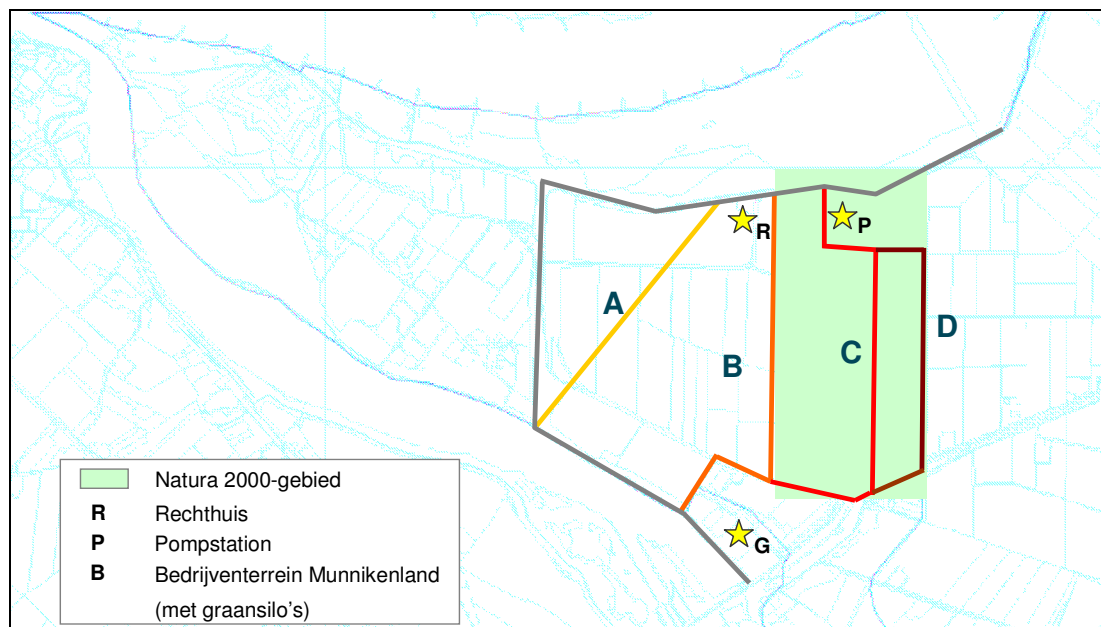 R
P
A
D
B
C
G
Natura 2000-gebied
R Rechthuis
P Pompstation
B Bedrijventerrein Munnikenland
(met graansilo's)